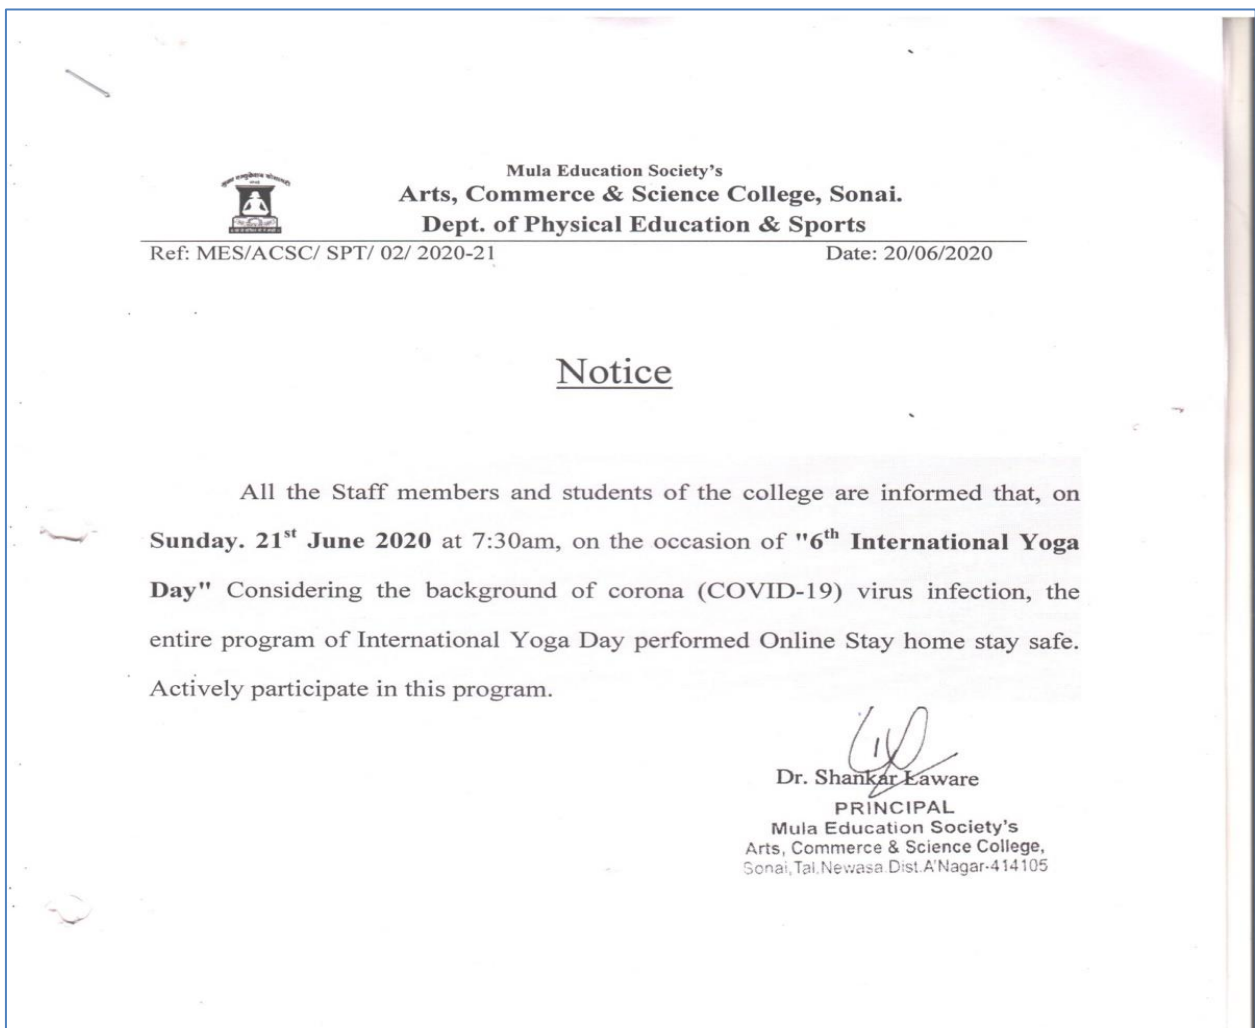 Mula Education Society's
Arts, Commerce & Science College, Sonai.
Dept. of Physical Education & Sports
Ref: MES/ACSC/ SPT/ 02/ 2020-21 Date: 20/06/2020
Notice
All the Staff members and students of the college are informed that, on
Sunday. 21st June 2020 at 7:30am, on the occasion of "6th International Yoga
Day" Considering the background of corona (COVID-19) virus infection, the
entire program of International Yoga Day performed Online Stay home stay safe.
Actively participate in this program.
Dr. Shankar Laware
PRINCIPAL
Mula Education Society's
Arts, Commerce & Science College,
Sonai,Tal.Newasa.Dist.A'Nagar-414105